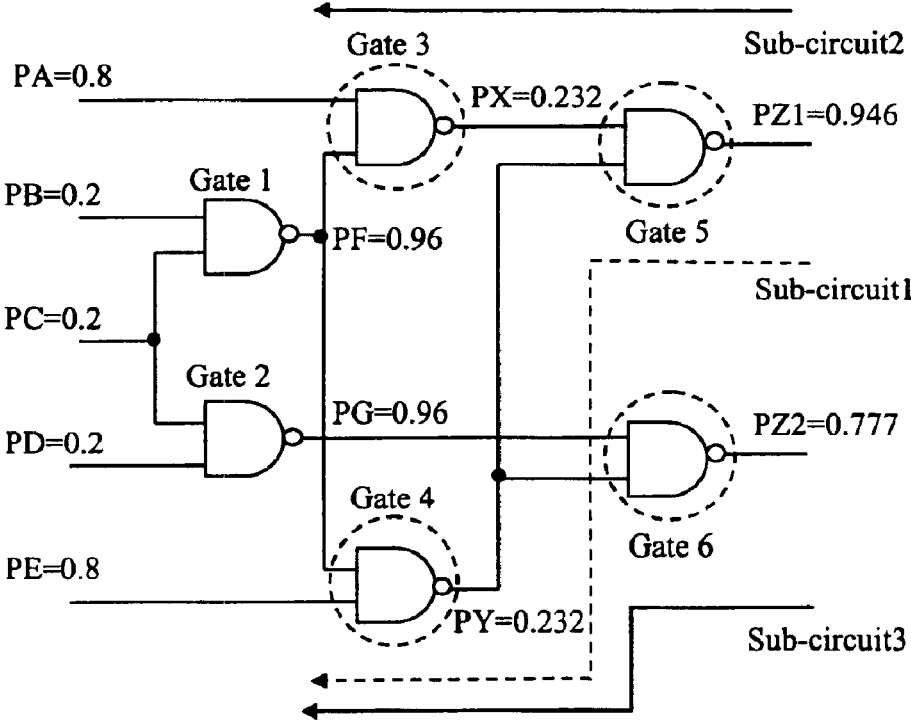 Gate 3
Sub-circuit2
PA=0.8
PX=0.232
PZ1=0.946
Gate 1
PB=0.2
PF=0.96
Gate 5
Sub-circuit1
PC=0.2
Gate 2
PG=0.96
PZ2=0.777
PD=0.2
Gate 4
Gate 6
PE=0.8
PY=0.232
Sub-circuit3